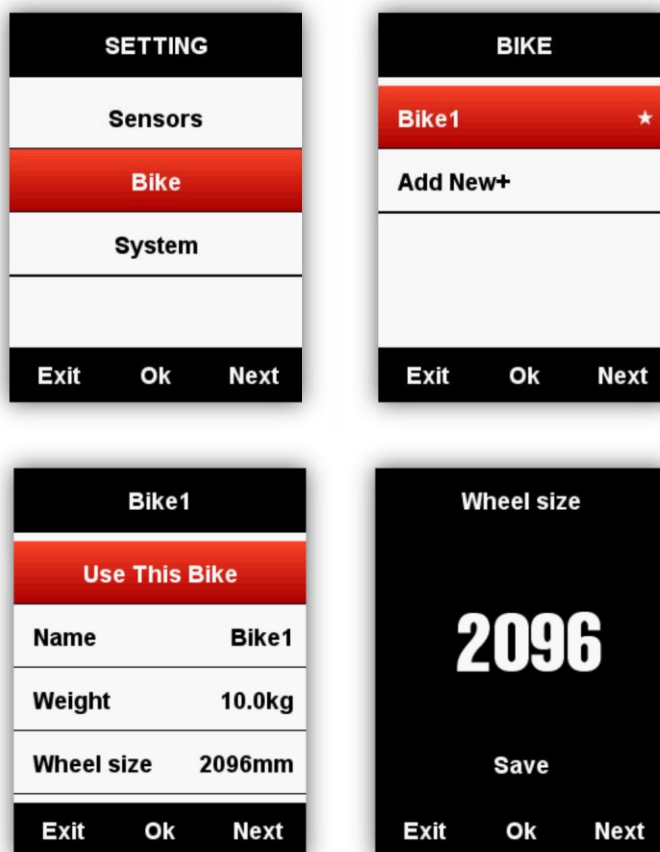 SETTING
Sensors
Bike
System
Exit Ok Next
BIKE
Bike1 ★
Add New+
Exit Ok Next
Bike1
Use This Bike
Name Bike1
Weight 10.0kg
Wheel size 2096mm
Exit Ok Next
Wheel size
2096
Save
Exit Ok Next